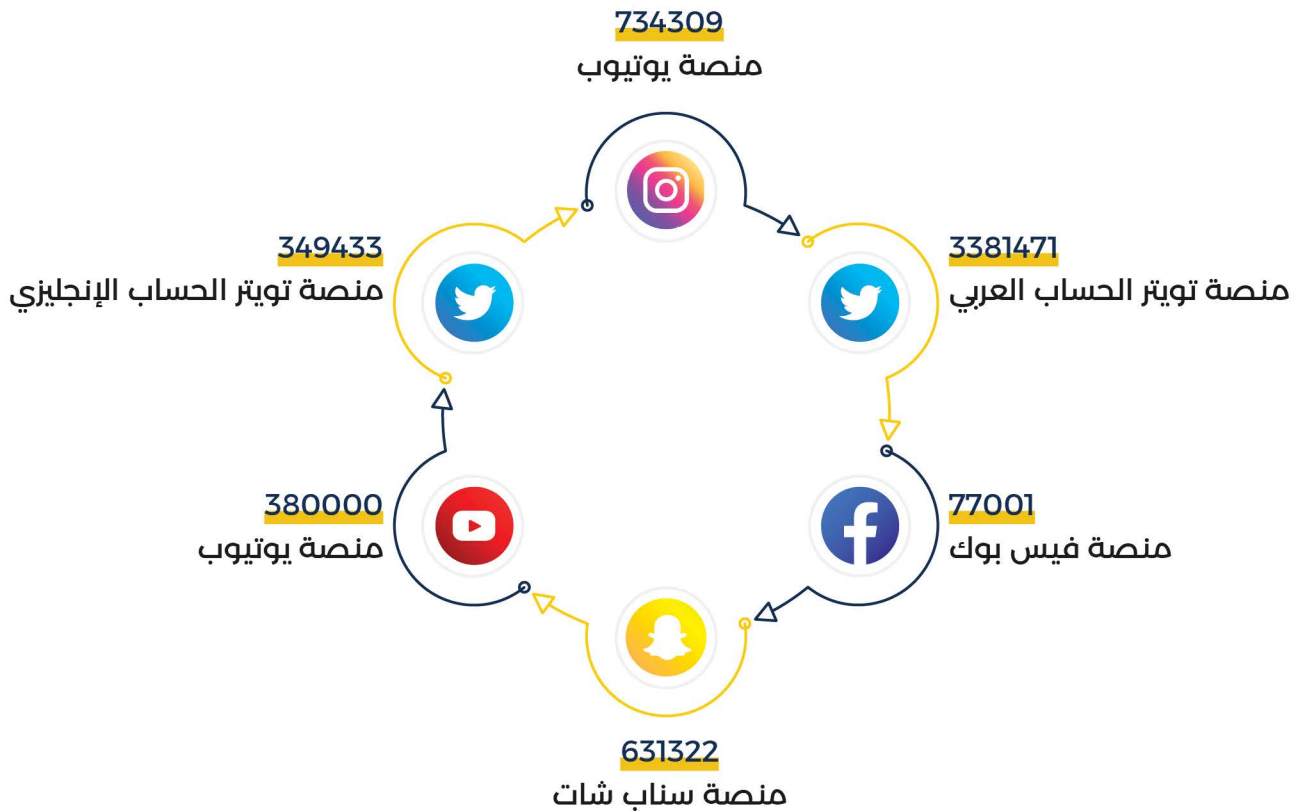 734309
منصة يوتيوب
3381471
منصة تويتر الحساب العربي
349433
منصة تويتر الحساب الإنجليزي
77001
منصة فيس بوك
380000
منصة يوتيوب
631322
منصة سناب شات